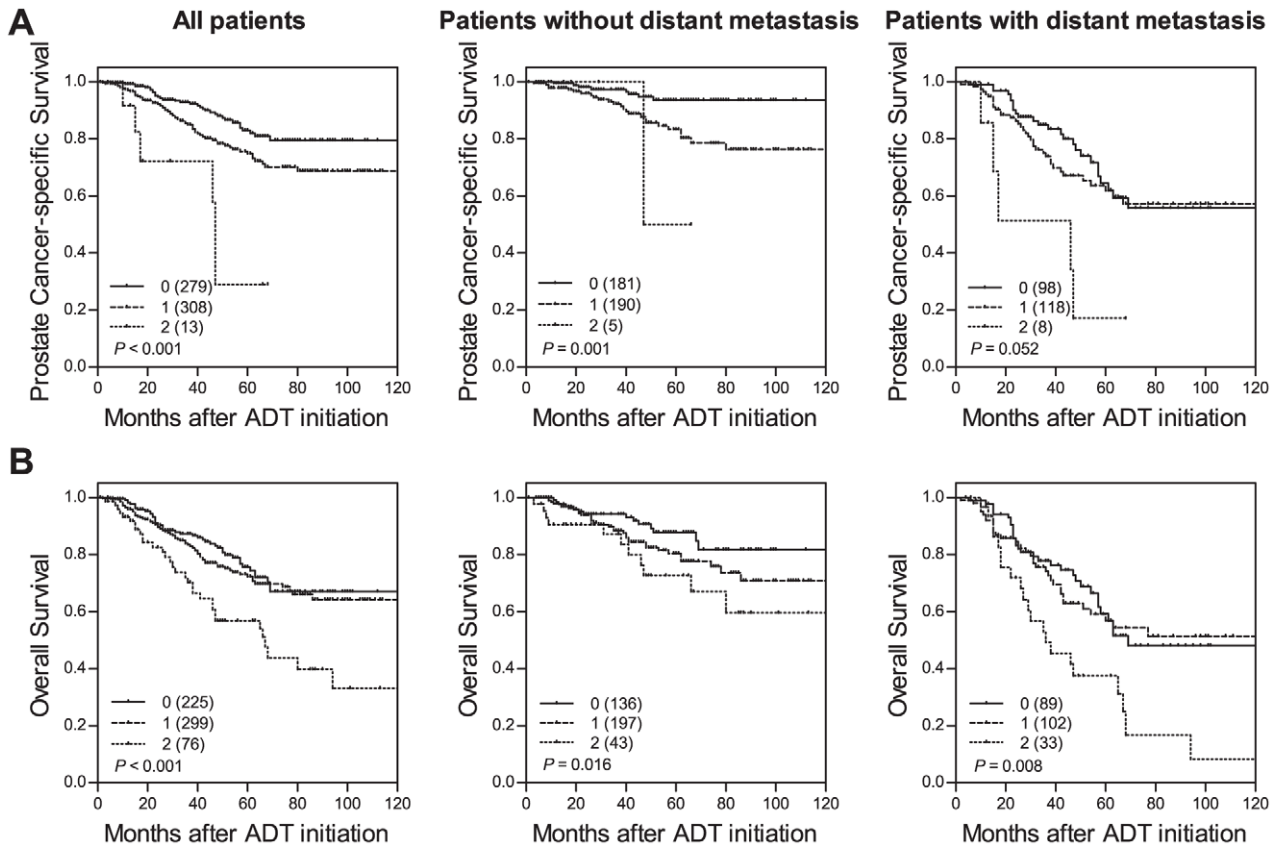 A
All patients
Patients without distant metastasis
Patients with distant metastasis
Prostate Cancer-specific Survival
1.0
0.8
0.6
0.4
0.2
0.0
0 (279)
1 (308)
2 (13)
P < 0.001
0 20 40 60 80 100 120
Months after ADT initiation
Prostate Cancer-specific Survival
1.0
0.8
0.6
0.4
0.2
0.0
0 (181)
1 (190)
2 (5)
P = 0.001
0 20 40 60 80 100 120
Months after ADT initiation
Prostate Cancer-specific Survival
1.0
0.8
0.6
0.4
0.2
0.0
0 (98)
1 (118)
2 (8)
P = 0.052
0 20 40 60 80 100 120
Months after ADT initiation
B
Overall Survival
1.0
0.8
0.6
0.4
0.2
0.0
0 (225)
1 (299)
2 (76)
P < 0.001
0 20 40 60 80 100 120
Months after ADT initiation
Overall Survival
1.0
0.8
0.6
0.4
0.2
0.0
0 (136)
1 (197)
2 (43)
P = 0.016
0 20 40 60 80 100 120
Months after ADT initiation
Overall Survival
1.0
0.8
0.6
0.4
0.2
0.0
0 (89)
1 (102)
2 (33)
P = 0.008
0 20 40 60 80 100 120
Months after ADT initiation